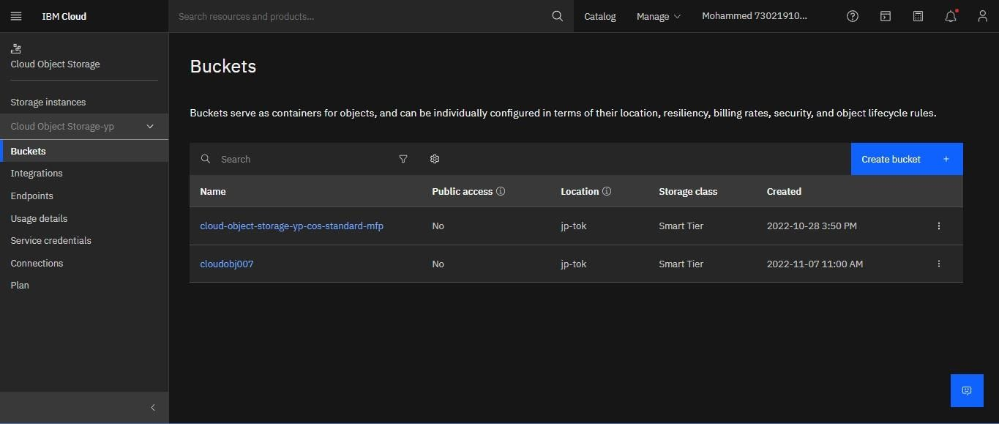 IBM Cloud
Search resources and products...
Catalog
Manage
Mohammed 73021910...
Cloud Object Storage
Storage instances
Cloud Object Storage-yp
Buckets
Integrations
Endpoints
Usage details
Service credentials
Connections
Plan
Buckets
Buckets serve as containers for objects, and can be individually configured in terms of their location, resiliency, billing rates, security, and object lifecycle rules.
Search
Create bucket +
Name Public access Location Storage class Created
cloud-object-storage-yp-cos-standard-mfp No jp-tok Smart Tier 2022-10-28 3:50 PM
cloudobj007 No jp-tok Smart Tier 2022-11-07 11:00 AM